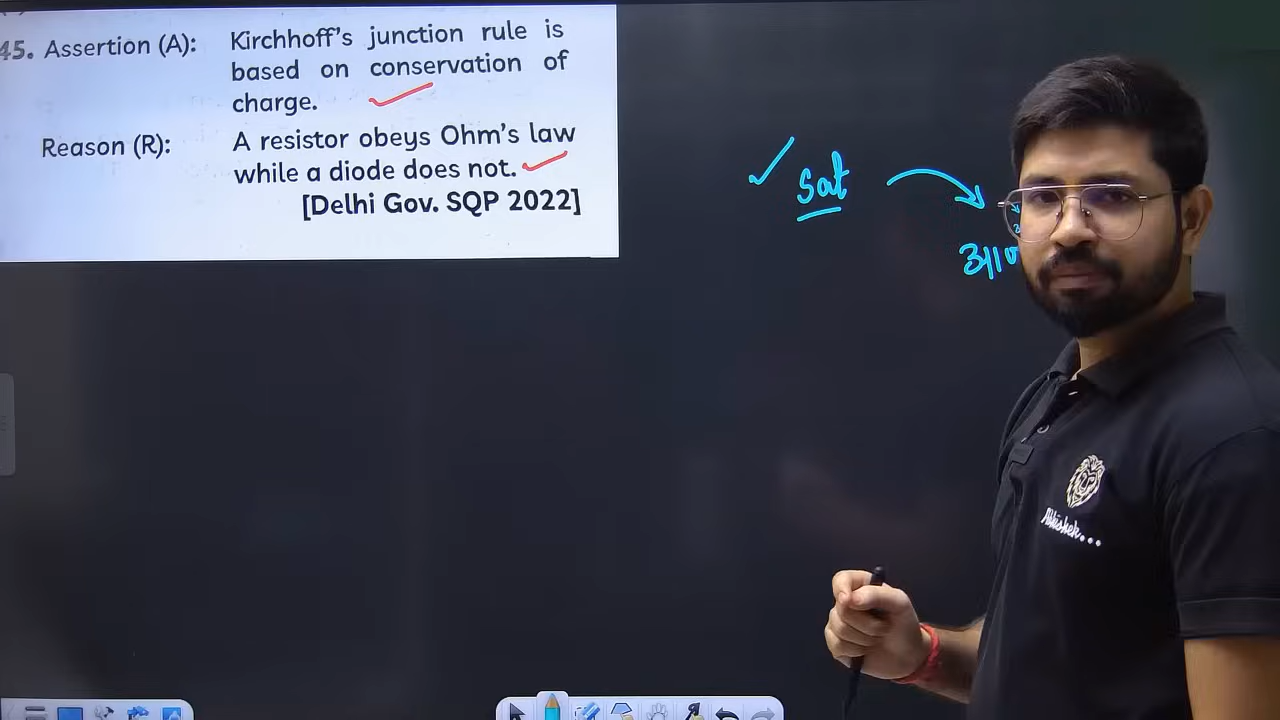 45. Assertion (A): Kirchhoff's junction rule is
based on conservation of
charge.
Reason (R): A resistor obeys Ohm's law
while a diode does not.
[Delhi Gov. SQP 2022]
Sat
Abhishek...